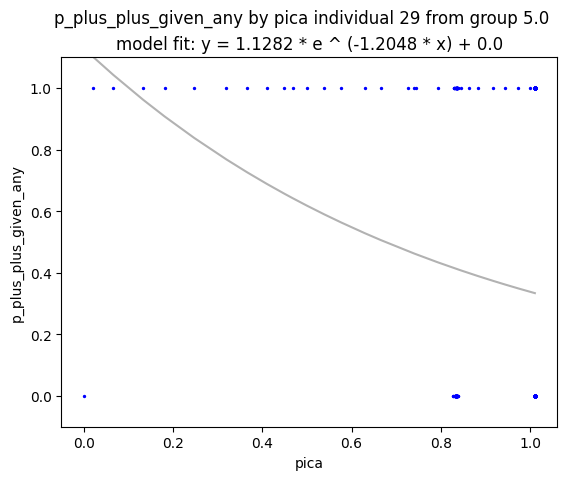 p_plus_plus_given_any by pica individual 29 from group 5.0
model fit: y = 1.1282 * e ^ (-1.2048 * x) + 0.0
1.0
0.8
0.6
0.4
0.2
0.0
p_plus_plus_given_any
0.0 0.2 0.4 0.6 0.8 1.0
pica